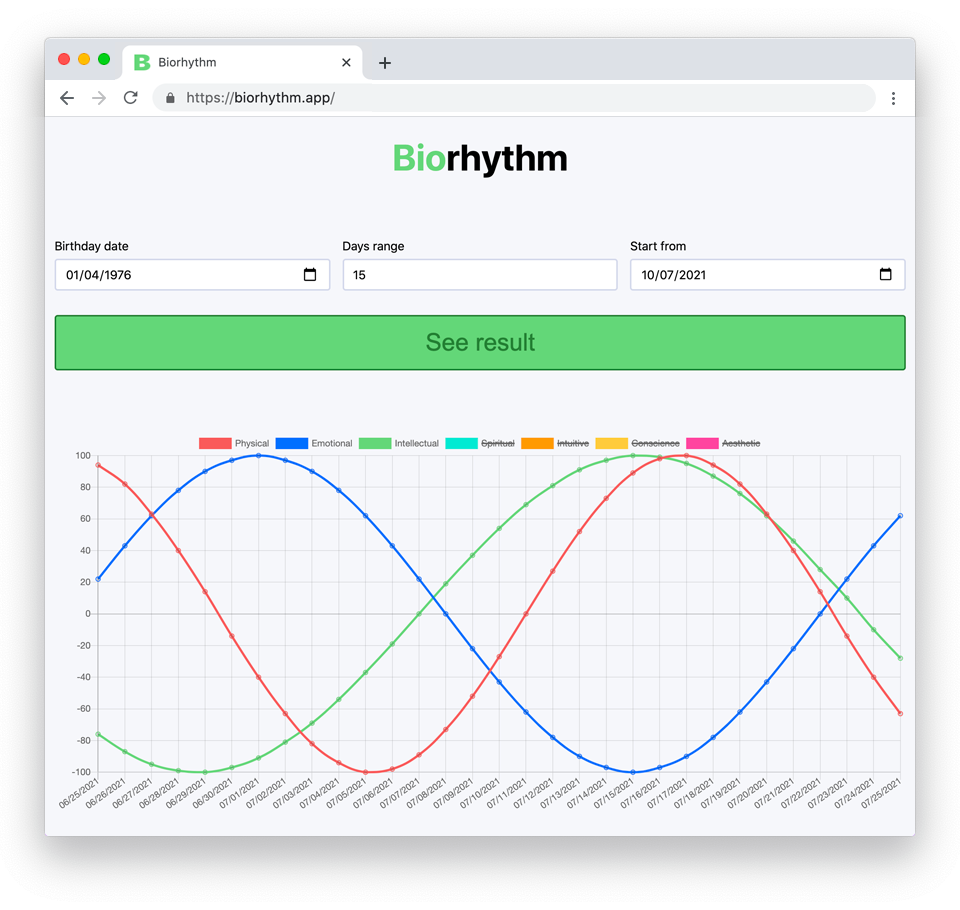 B Biorhythm
https://biorhythm.app/
Biorhythm
Birthday date Days range Start from
01/04/1976 15 10/07/2021
See result
Physical Emotional Intellectual Spiritual Intuitive Conscience Aesthetic
100
80
60
40
20
0
-20
-40
-60
-80
-100
06/25/2021 06/26/2021 06/27/2021 06/28/2021 06/29/2021 06/30/2021 07/01/2021 07/02/2021 07/03/2021 07/04/2021 07/05/2021 07/06/2021 07/07/2021 07/08/2021 07/09/2021 07/10/2021 07/11/2021 07/12/2021 07/13/2021 07/14/2021 07/15/2021 07/16/2021 07/17/2021 07/18/2021 07/19/2021 07/20/2021 07/21/2021 07/22/2021 07/23/2021 07/24/2021 07/25/2021